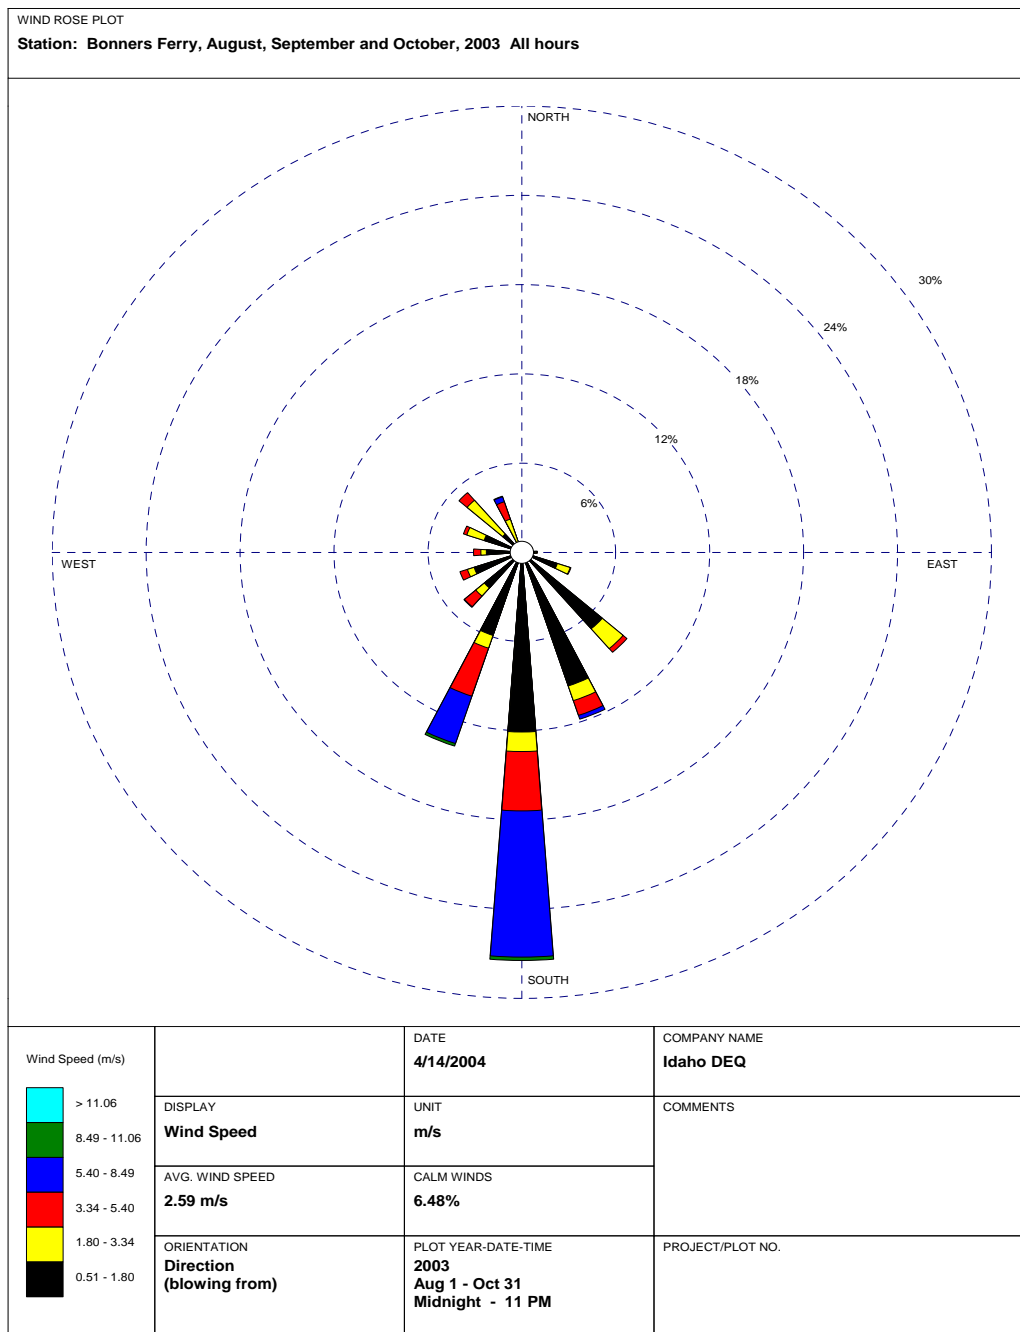 WIND ROSE PLOT
Station: Bonners Ferry, August, September and October, 2003 All hours
NORTH
30%
24%
18%
12%
6%
WEST
EAST
SOUTH
Wind Speed (m/s)
> 11.06
8.49 - 11.06
5.40 - 8.49
3.34 - 5.40
1.80 - 3.34
0.51 - 1.80
DATE
4/14/2004
COMPANY NAME
Idaho DEQ
DISPLAY
Wind Speed
UNIT
m/s
COMMENTS
AVG. WIND SPEED
2.59 m/s
CALM WINDS
6.48%
ORIENTATION
Direction
(blowing from)
PLOT YEAR-DATE-TIME
2003
Aug 1 - Oct 31
Midnight - 11 PM
PROJECT/PLOT NO.